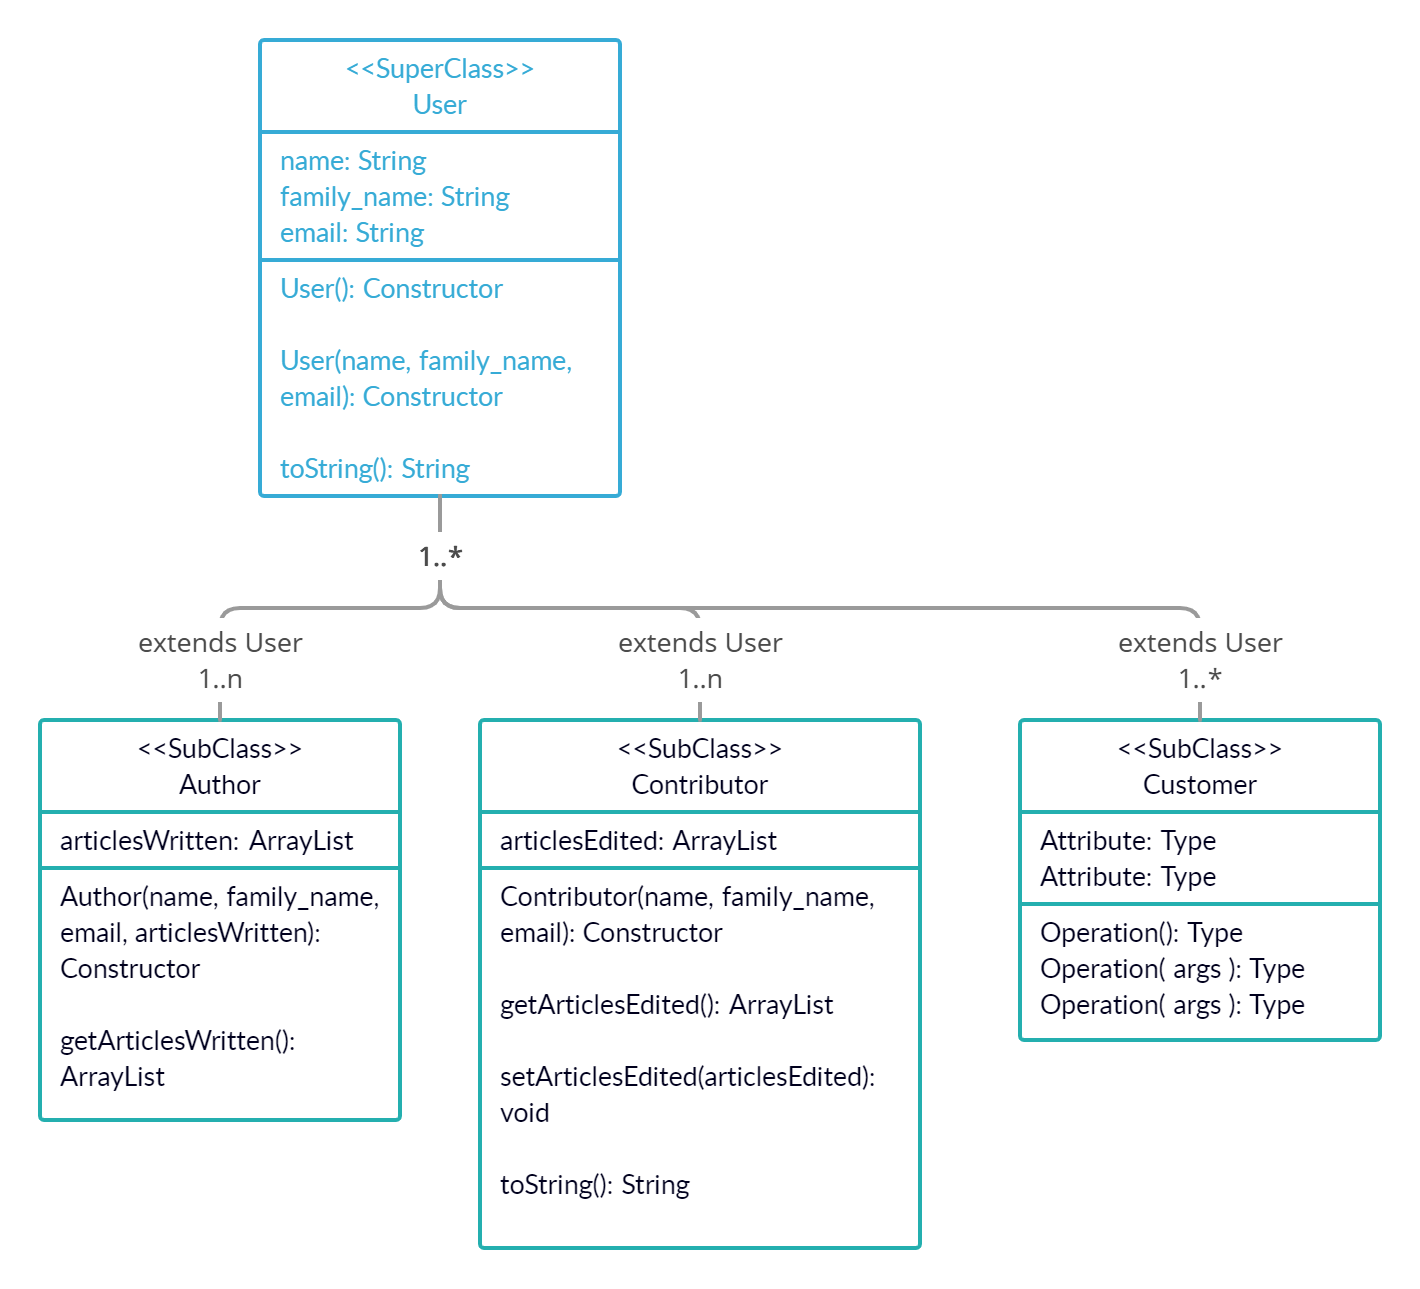 <<SuperClass>>
User
name: String
family_name: String
email: String
User(): Constructor
User(name, family_name,
email): Constructor
toString(): String
1..*
extends User
1..n
extends User
1..n
extends User
1..*
<<SubClass>>
Author
articlesWritten: ArrayList
Author(name, family_name,
email, articlesWritten):
Constructor
getArticlesWritten():
ArrayList
<<SubClass>>
Contributor
articlesEdited: ArrayList
Contributor(name, family_name,
email): Constructor
getArticlesEdited(): ArrayList
setArticlesEdited(articlesEdited):
void
toString(): String
<<SubClass>>
Customer
Attribute: Type
Attribute: Type
Operation(): Type
Operation( args ): Type
Operation( args ): Type